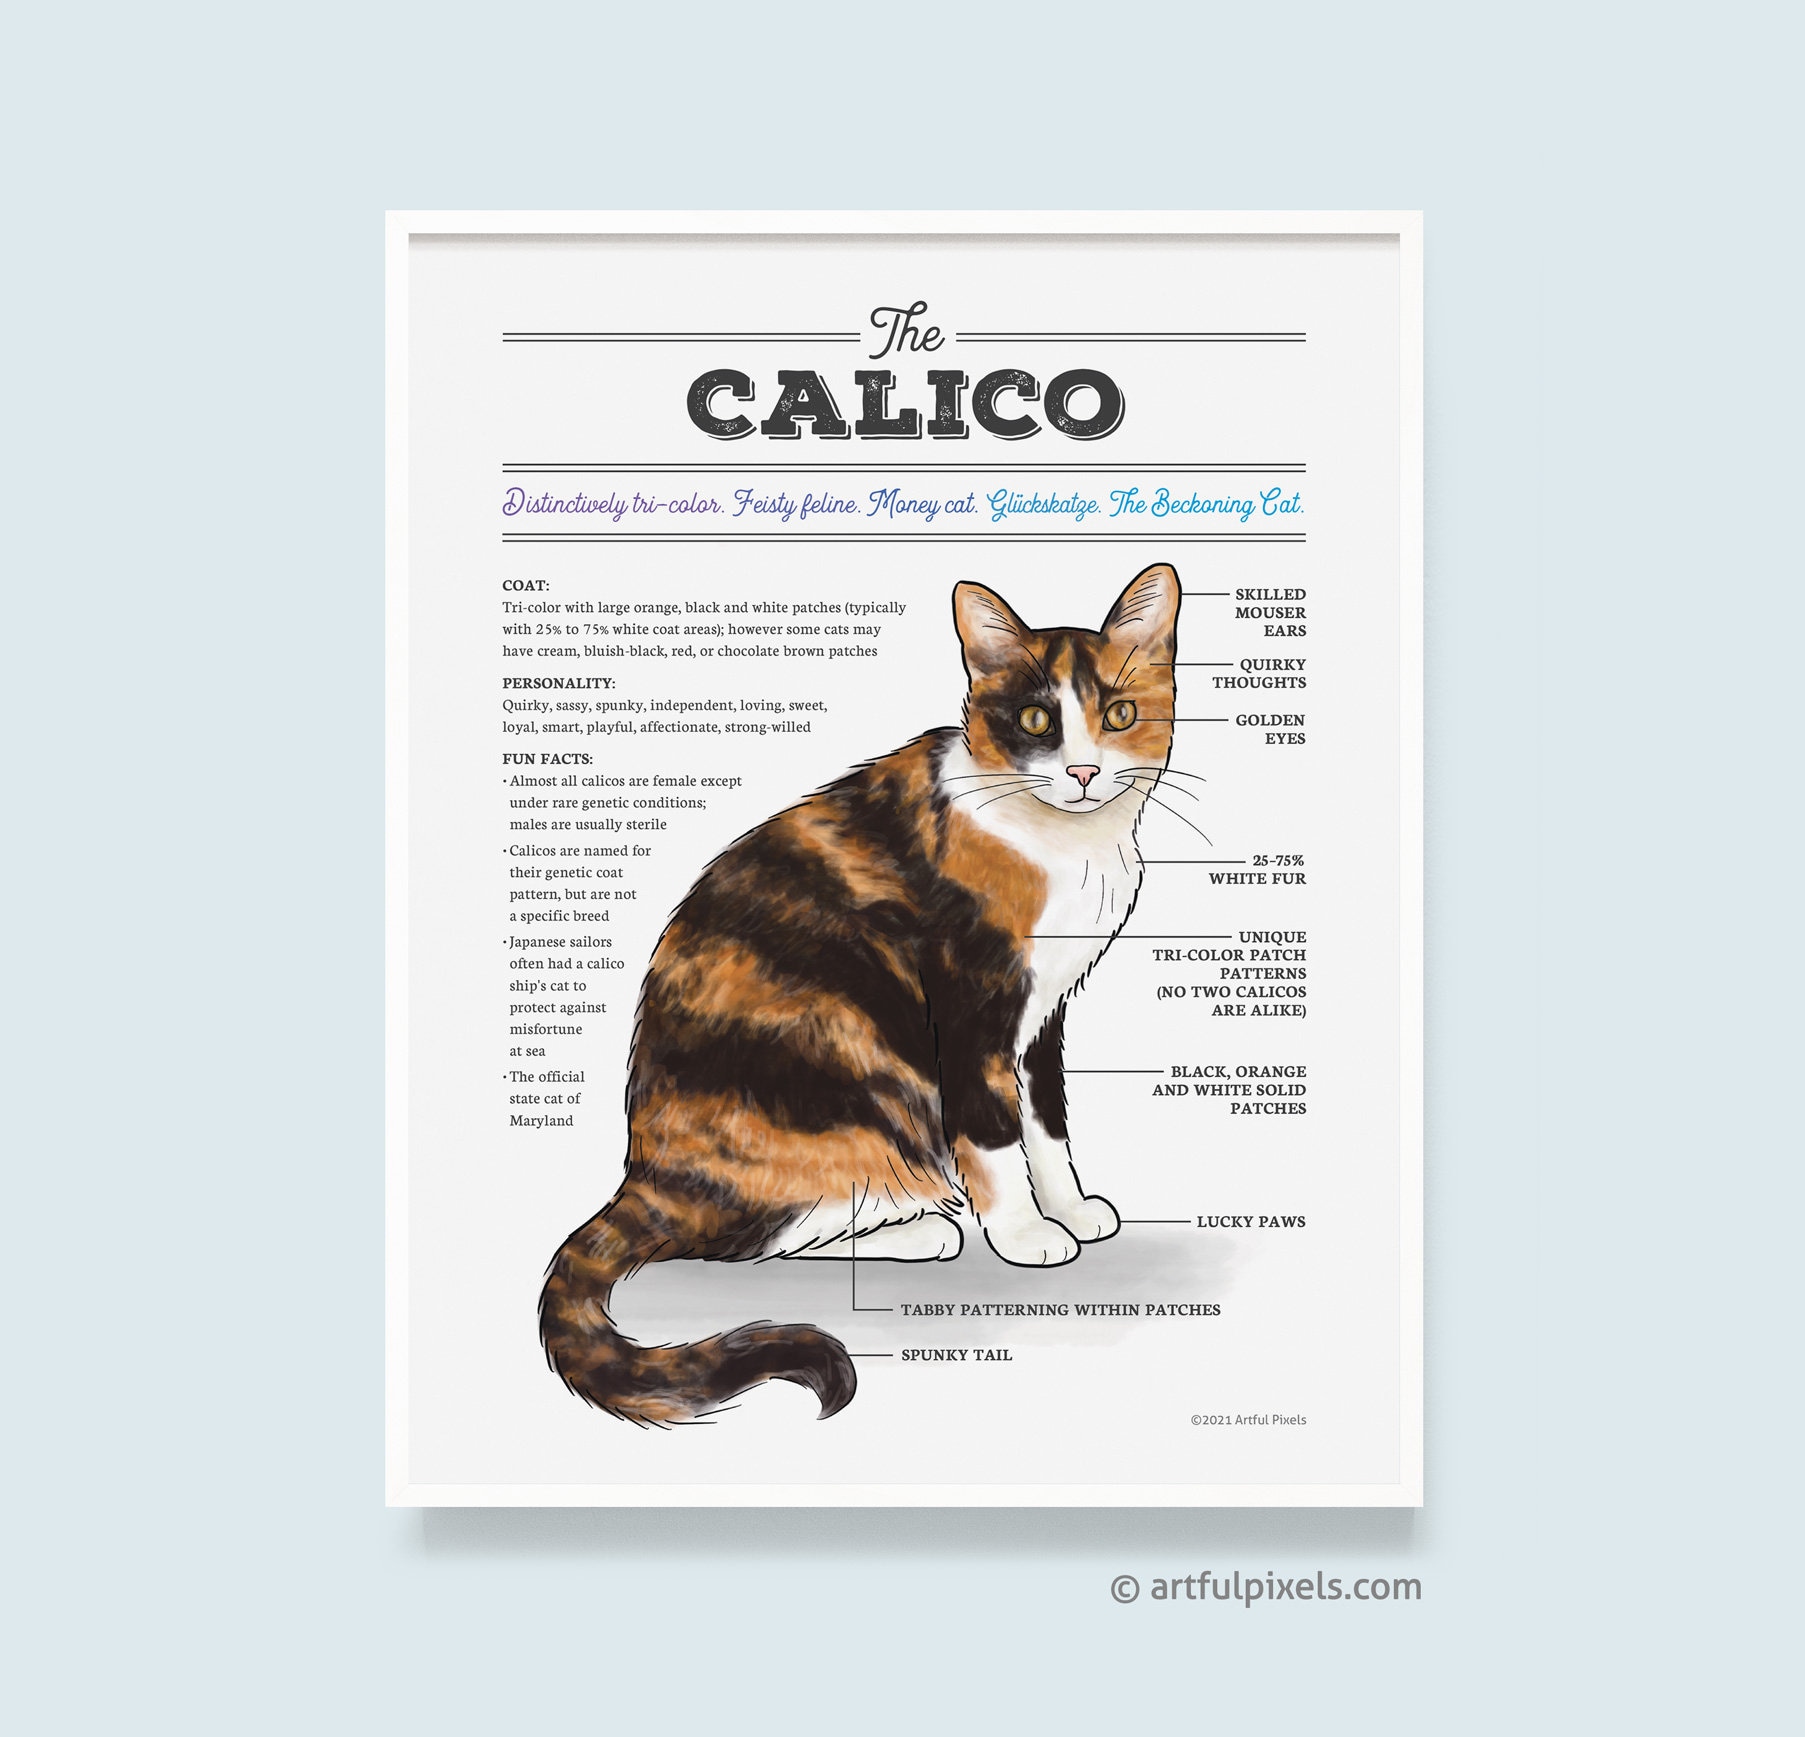 The
CALICO
Distinctively tri-color. Feisty feline. Money cat. Glückskatze. The Beckoning Cat.
COAT:
Tri-color with large orange, black and white patches (typically
with 25% to 75% white coat areas); however some cats may
have cream, bluish-black, red, or chocolate brown patches
PERSONALITY:
Quirky, sassy, spunky, independent, loving, sweet,
loyal, smart, playful, affectionate, strong-willed
FUN FACTS:
• Almost all calicos are female except
under rare genetic conditions;
males are usually sterile
• Calicos are named for
their genetic coat
pattern, but are not
a specific breed
• Japanese sailors
often had a calico
ship's cat to
protect against
misfortune
at sea
• The official
state cat of
Maryland
SKILLED
MOUSER
EARS
QUIRKY
THOUGHTS
GOLDEN
EYES
25-75%
WHITE FUR
UNIQUE
TRI-COLOR PATCH
PATTERNS
(NO TWO CALICOS
ARE ALIKE)
BLACK, ORANGE
AND WHITE SOLID
PATCHES
LUCKY PAWS
TABBY PATTERNING WITHIN PATCHES
SPUNKY TAIL
©2021 Artful Pixels
© artfulpixels.com